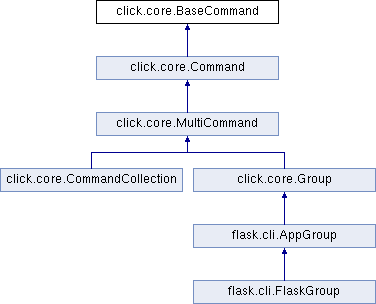 click.core.BaseCommand
click.core.Command
click.core.MultiCommand
click.core.CommandCollection
click.core.Group
flask.cli.AppGroup
flask.cli.FlaskGroup